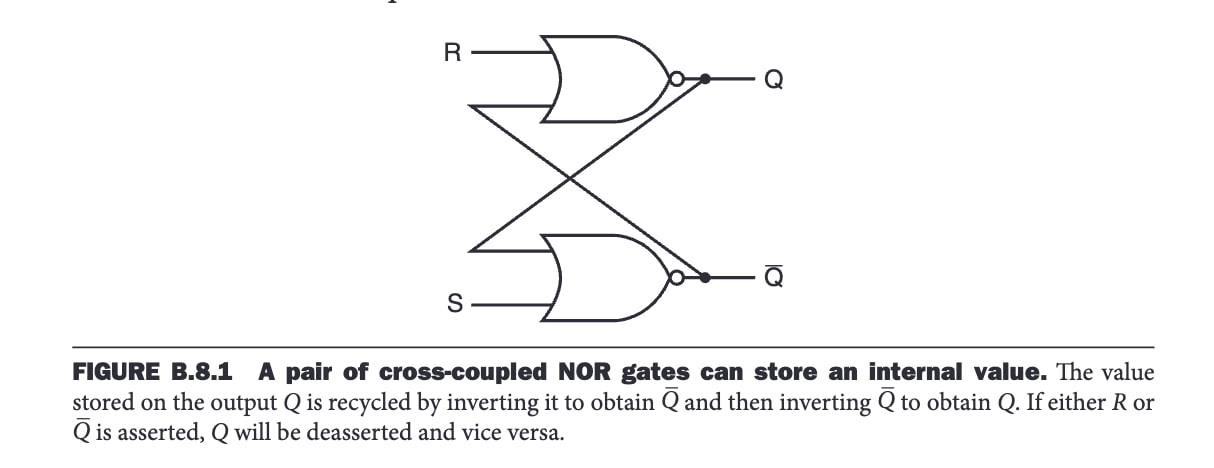 R
Q
Q̅
S
FIGURE B.8.1 A pair of cross-coupled NOR gates can store an internal value. The value
stored on the output Q is recycled by inverting it to obtain Q̅ and then inverting Q̅ to obtain Q. If either R or
Q̅ is asserted, Q will be deasserted and vice versa.